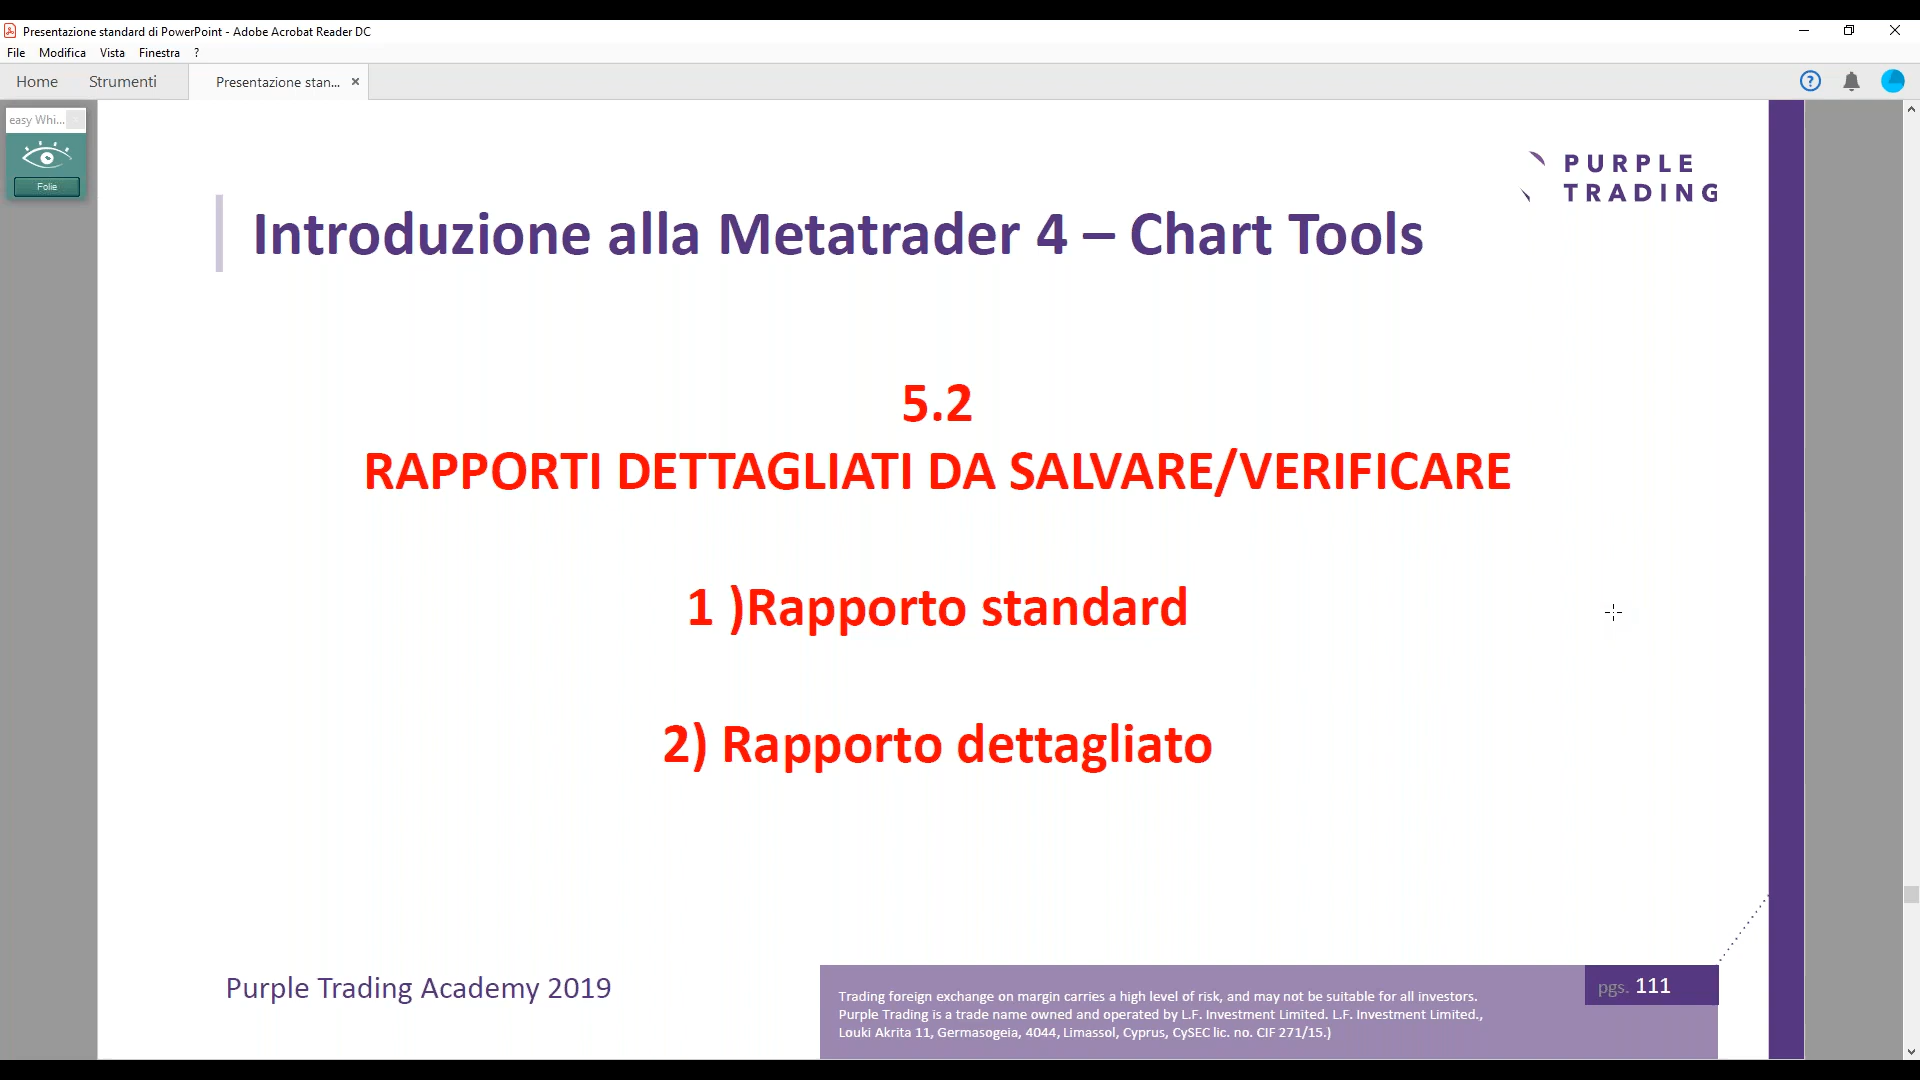 Presentazione standard di PowerPoint - Adobe Acrobat Reader DC
File Modifica Vista Finestra ?
Home Strumenti Presentazione stan... ×
?
easy Whi... ×
Folie
PURPLE
TRADING
Introduzione alla Metatrader 4 – Chart Tools
5.2
RAPPORTI DETTAGLIATI DA SALVARE/VERIFICARE
1 )Rapporto standard
2) Rapporto dettagliato
Purple Trading Academy 2019
Trading foreign exchange on margin carries a high level of risk, and may not be suitable for all investors.
Purple Trading is a trade name owned and operated by L.F. Investment Limited. L.F. Investment Limited.,
Louki Akrita 11, Germasogeia, 4044, Limassol, Cyprus, CySEC lic. no. CIF 271/15.)
pgs. 111